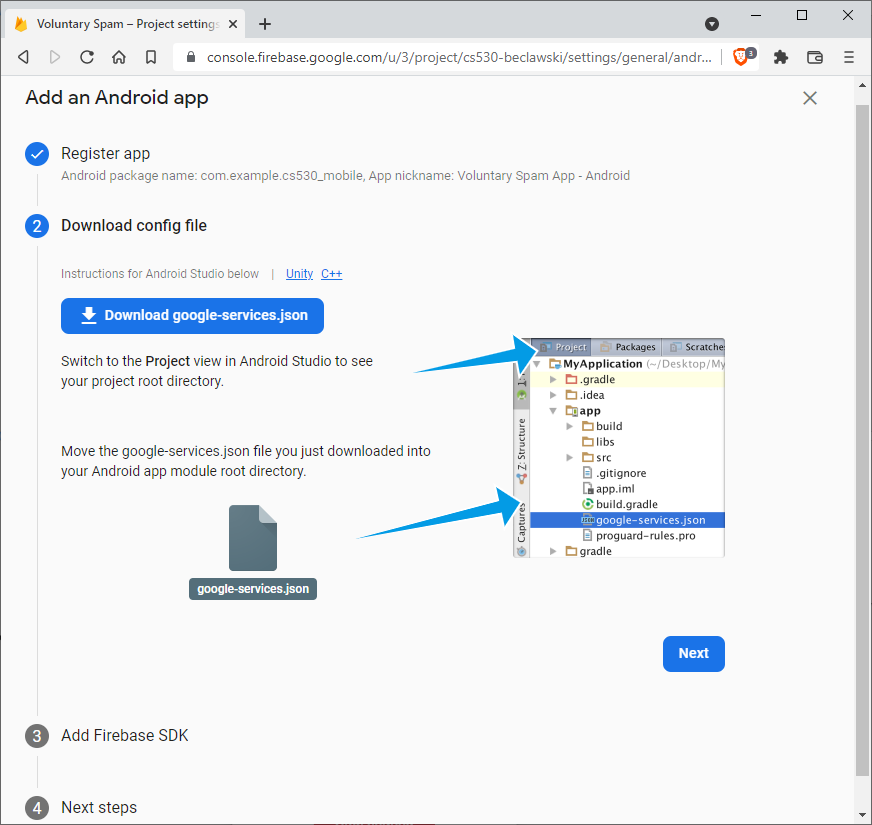 Voluntary Spam – Project settings
console.firebase.google.com/u/3/project/cs530-beclawski/settings/general/andr...
3
Add an Android app
Register app
Android package name: com.example.cs530_mobile, App nickname: Voluntary Spam App - Android
2
Download config file
Instructions for Android Studio below | Unity C++
Download google-services.json
Switch to the Project view in Android Studio to see
your project root directory.
Move the google-services.json file you just downloaded into
your Android app module root directory.
google-services.json
Project Packages Scratches
MyApplication (~/Desktop/My
.gradle
.idea
app
build
libs
src
.gitignore
app.iml
build.gradle
google-services.json
proguard-rules.pro
gradle
Z: Structure
Captures
Next
3
Add Firebase SDK
4
Next steps